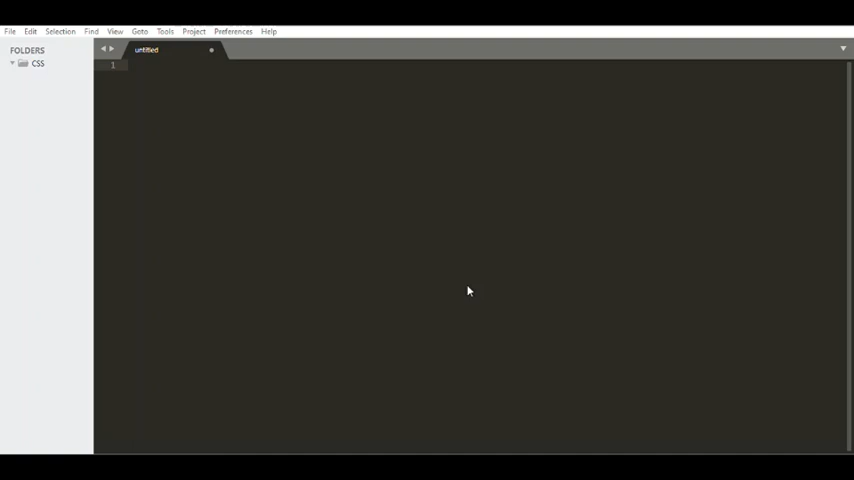 File Edit Selection Find View Goto Tools Project Preferences Help
FOLDERS
CSS
untitled
1